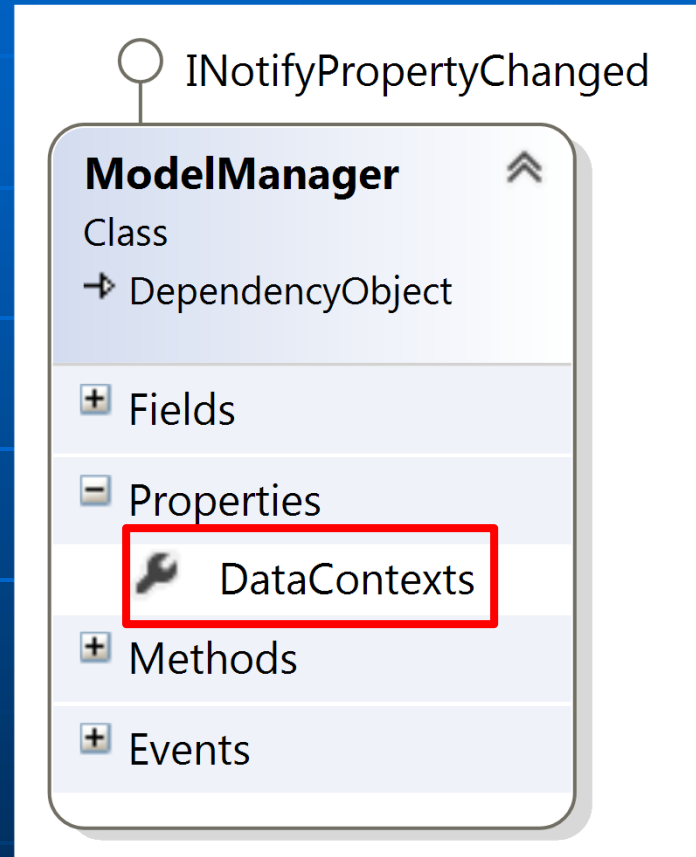 INotifyPropertyChanged
ModelManager
Class
DependencyObject
Fields
Properties
DataContexts
Methods
Events